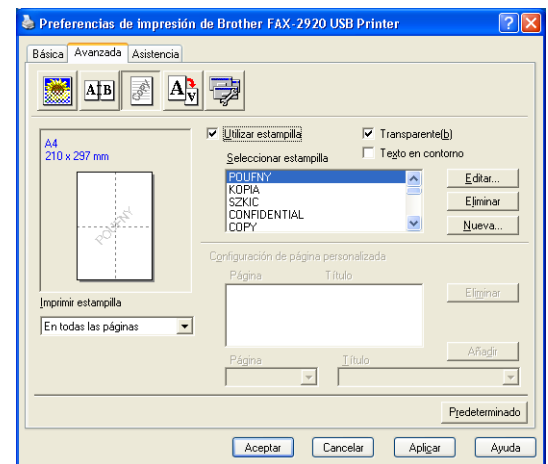 Preferencias de impresión de Brother FAX-2920 USB Printer
Básica Avanzada Asistencia
A4
210 x 297 mm
POUFNY
Imprimir estampilla
En todas las páginas
Utilizar estampilla
Transparente(b)
Texto en contorno
Seleccionar estampilla
POUFNY
KOPIA
SZKIC
CONFIDENTIAL
COPY
Editar...
Eliminar
Nueva...
Configuración de página personalizada
Página Título
Eliminar
Añadir
Página Título
Predeterminado
Aceptar Cancelar Aplicar Ayuda